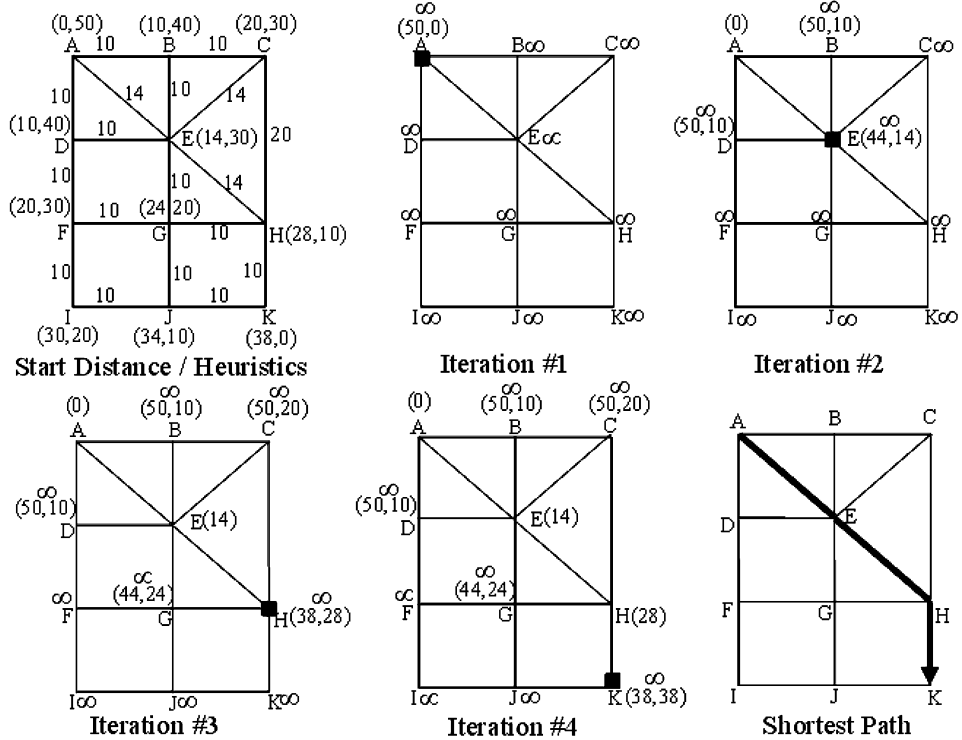 (0,50) (10,40) (20,30)
A 10 B 10 C
10 14 10 14
(10,40) 10 E(14,30) 20
D
10 10 14
(20,30) 10 (24 20)
F G 10 H(28,10)
10 10 10
10 10
I J K
(30,20) (34,10) (38,0)
Start Distance / Heuristics
∞
(50,0)
A B∞ C∞
∞
D E∞
∞ ∞ ∞
F G H
I∞ J∞ K∞
Iteration #1
∞
(0) (50,10)
A B C∞
∞ ∞
(50,10) E(44,14)
D
∞ ∞ ∞
F G H
I∞ J∞ K∞
Iteration #2
∞ ∞
(0) (50,10) (50,20)
A B C
∞
(50,10) E(14)
D
∞ ∞ ∞
(44,24)
F G H(38,28)
I∞ J∞ K∞
Iteration #3
∞ ∞
(0) (50,10) (50,20)
A B C
∞
(50,10) E(14)
D
∞ ∞
(44,24)
F G H(28)
∞
I∞ J∞ K(38,38)
Iteration #4
A B C
D E
F G H
I J K
Shortest Path